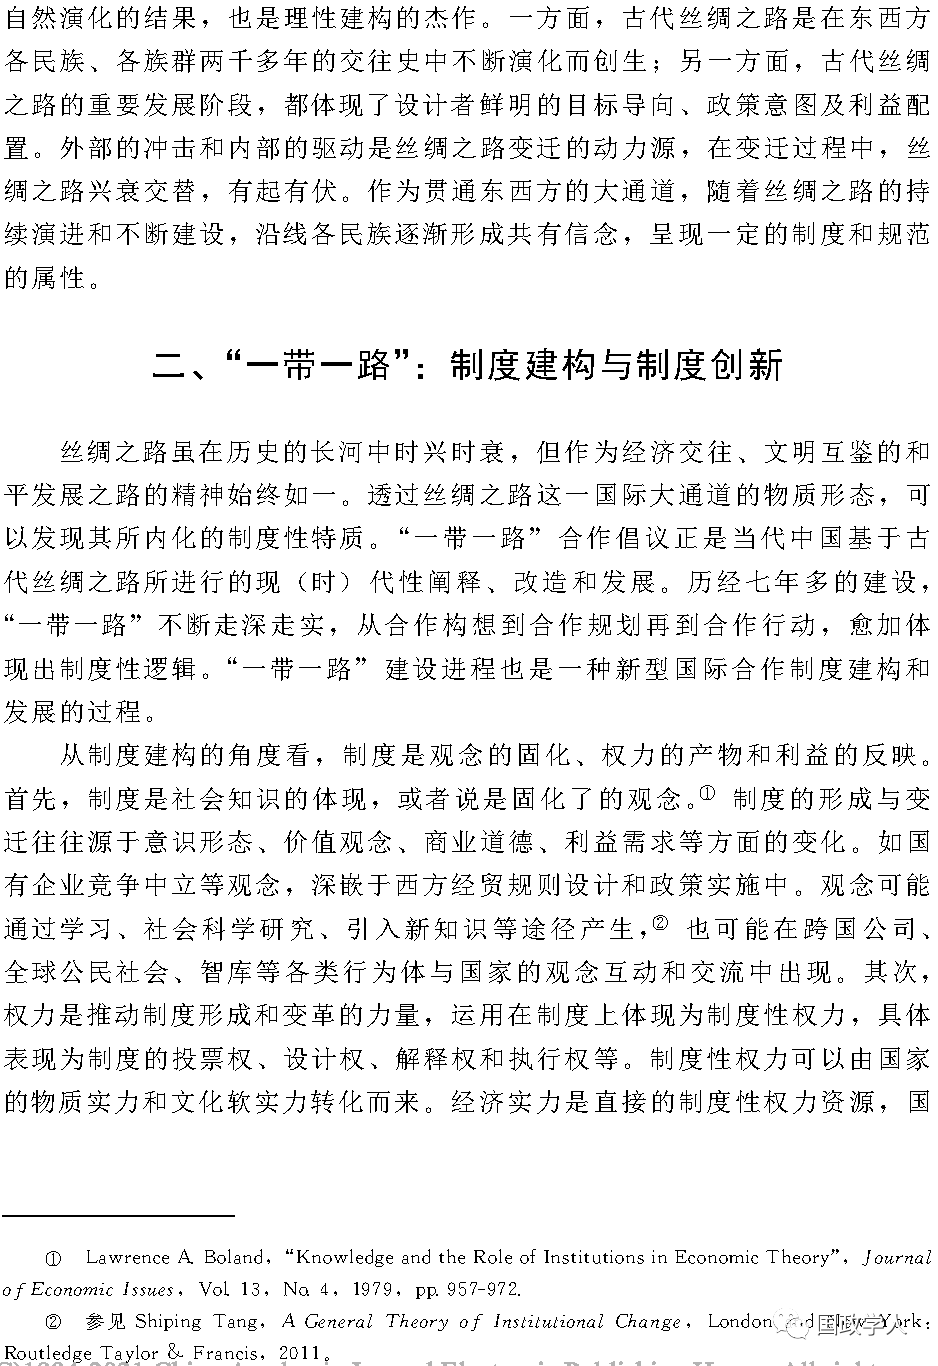 自然演化的结果，也是理性建构的杰作。一方面，古代丝绸之路是在东西方
各民族、各族群两千多年的交往史中不断演化而创生；另一方面，古代丝绸
之路的重要发展阶段，都体现了设计者鲜明的目标导向、政策意图及利益配
置。外部的冲击和内部的驱动是丝绸之路变迁的动力源，在变迁过程中，丝
绸之路兴衰交替，有起有伏。作为贯通东西方的大通道，随着丝绸之路的持
续演进和不断建设，沿线各民族逐渐形成共有信念，呈现一定的制度和规范
的属性。
二、“一带一路”：制度建构与制度创新
丝绸之路虽在历史的长河中时兴时衰，但作为经济交往、文明互鉴的和
平发展之路的精神始终如一。透过丝绸之路这一国际大通道的物质形态，可
以发现其所内化的制度性特质。“一带一路”合作倡议正是当代中国基于古
代丝绸之路所进行的现（时）代性阐释、改造和发展。历经七年多的建设，
“一带一路”不断走深走实，从合作构想到合作规划再到合作行动，愈加体
现出制度性逻辑。“一带一路”建设进程也是一种新型国际合作制度建构和
发展的过程。
从制度建构的角度看，制度是观念的固化、权力的产物和利益的反映。
首先，制度是社会知识的体现，或者说是固化了的观念。① 制度的形成与变
迁往往源于意识形态、价值观念、商业道德、利益需求等方面的变化。如国
有企业竞争中立等观念，深嵌于西方经贸规则设计和政策实施中。观念可能
通过学习、社会科学研究、引入新知识等途径产生，② 也可能在跨国公司、
全球公民社会、智库等各类行为体与国家的观念互动和交流中出现。其次，
权力是推动制度形成和变革的力量，运用在制度上体现为制度性权力，具体
表现为制度的投票权、设计权、解释权和执行权等。制度性权力可以由国家
的物质实力和文化软实力转化而来。经济实力是直接的制度性权力资源，国
① Lawrence A. Boland，“Knowledge and the Role of Institutions in Economic Theory”，Journal
of Economic Issues，Vol. 13，No. 4，1979，pp. 957-972.
② 参见 Shiping Tang，A General Theory of Institutional Change，London and New York：
Routledge Taylor & Francis，2011。
国政学人